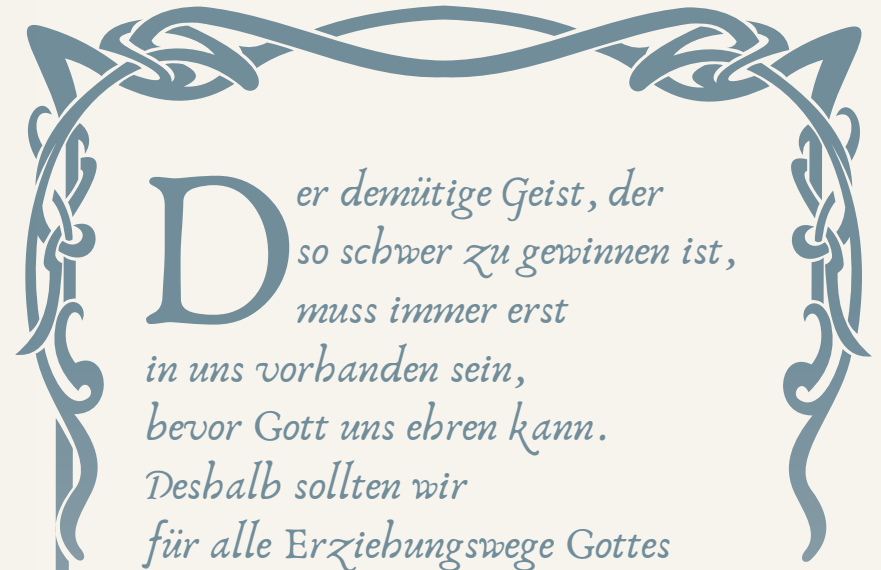 Der demütige Geist, der
so schwer zu gewinnen ist,
muss immer erst
in uns vorhanden sein,
bevor Gott uns ehren kann.
Deshalb sollten wir
für alle Erziehungswege Gottes